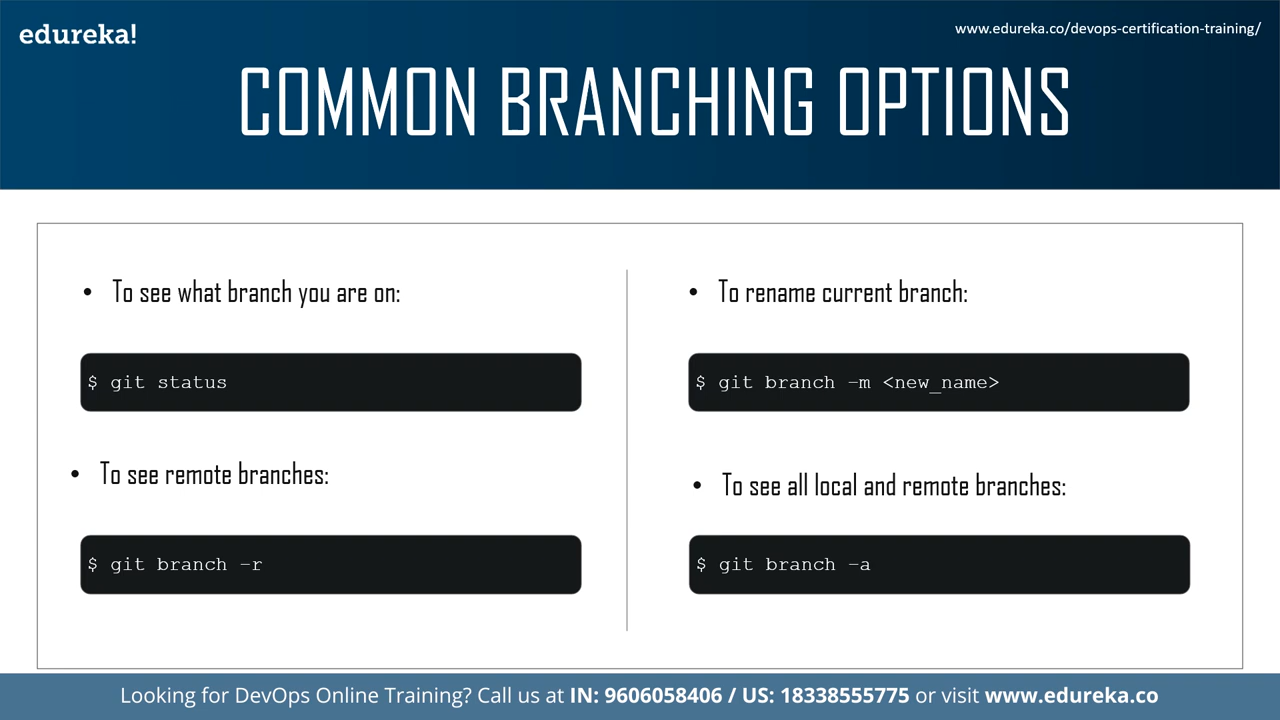 edureka!
www.edureka.co/devops-certification-training/
COMMON BRANCHING OPTIONS
• To see what branch you are on:
$ git status
• To see remote branches:
$ git branch –r
• To rename current branch:
$ git branch –m <new_name>
• To see all local and remote branches:
$ git branch –a
Looking for DevOps Online Training? Call us at IN: 9606058406 / US: 18338555775 or visit www.edureka.co